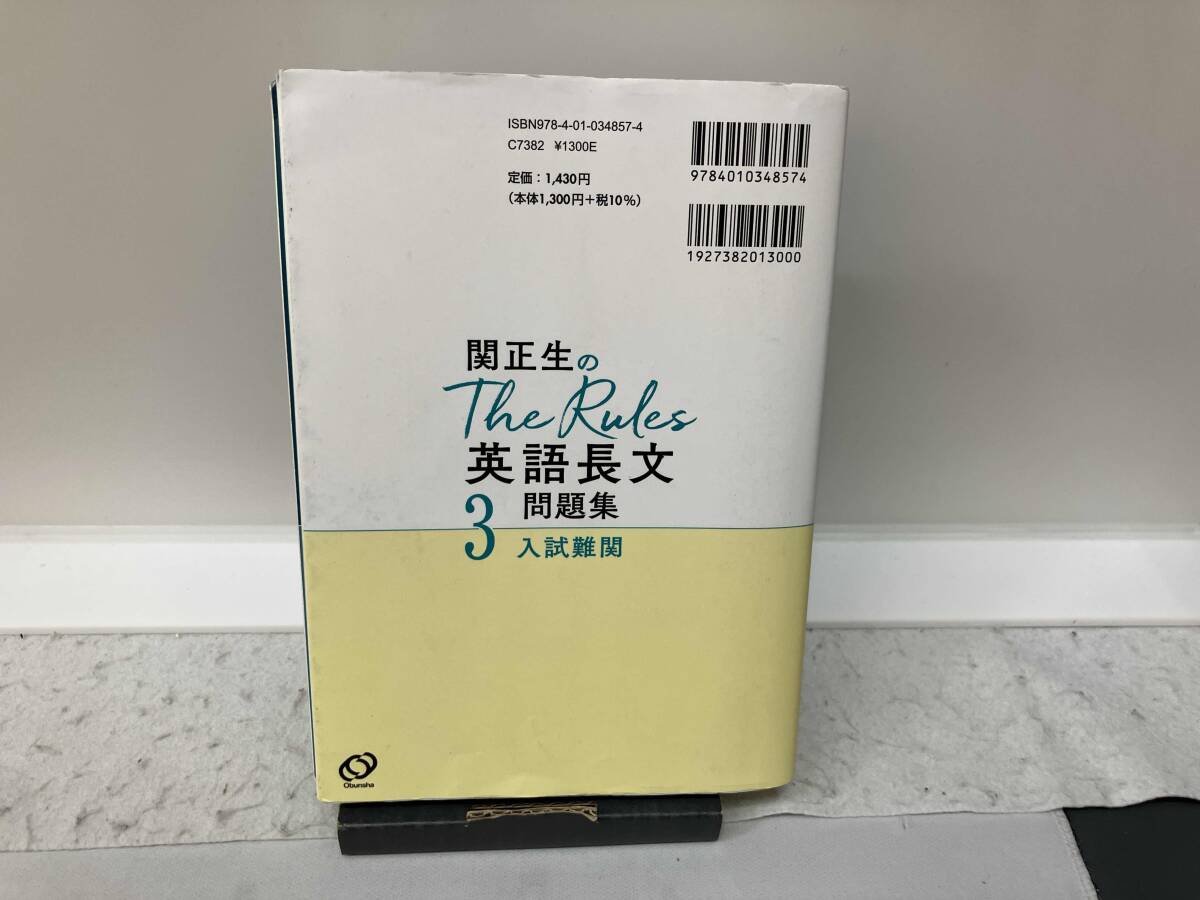 ISBN978-4-01-034857-4
C7382 ¥1300E
定価：1,430円
（本体1,300円＋税10%）
9784010348574
1927382013000
関正生の
The Rules
英語長文
問題集
3
入試難関
Obunsha